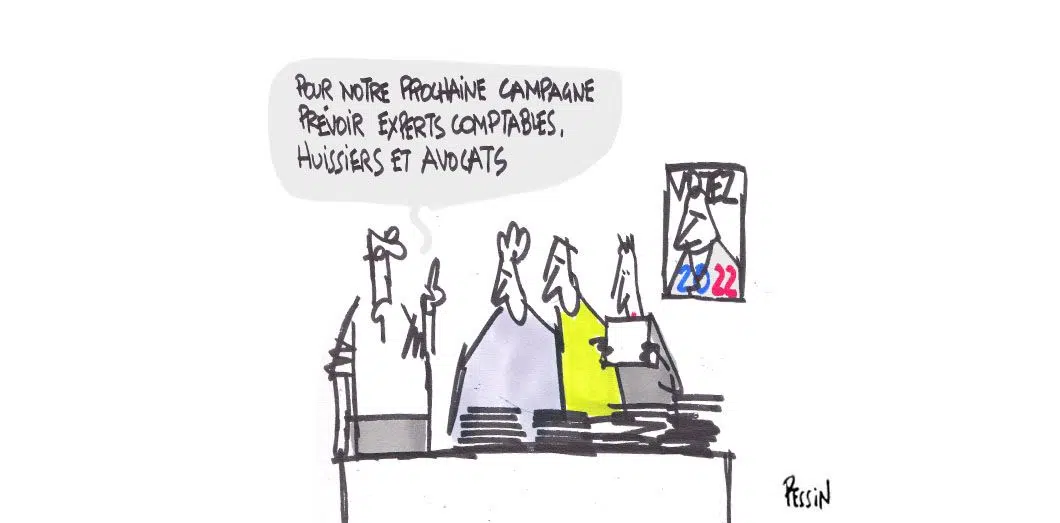 POUR NOTRE PROCHAINE CAMPAGNE
PRÉVOIR EXPERTS COMPTABLES,
HUISSIERS ET AVOCATS
VOTEZ
2022
PESSIN